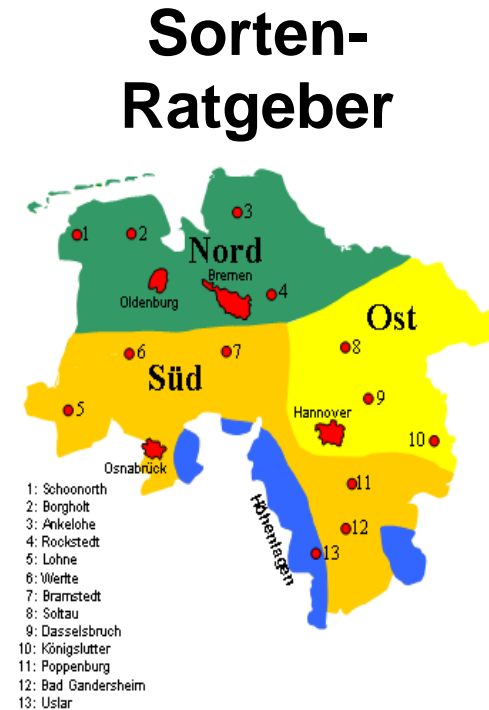 Sorten-
Ratgeber
3
1
2
Nord
Bremen
Oldenburg
4
Ost
6
7
8
Süd
9
5
Hannover
10
Osnabrück
11
Höhenlagen
12
13
1: Schoonorth
2: Borgholt
3: Ankelohe
4: Rockstedt
5: Lohne
6: Werlte
7: Bramstedt
8: Soltau
9: Dasselsbruch
10: Königslutter
11: Poppenburg
12: Bad Gandersheim
13: Uslar